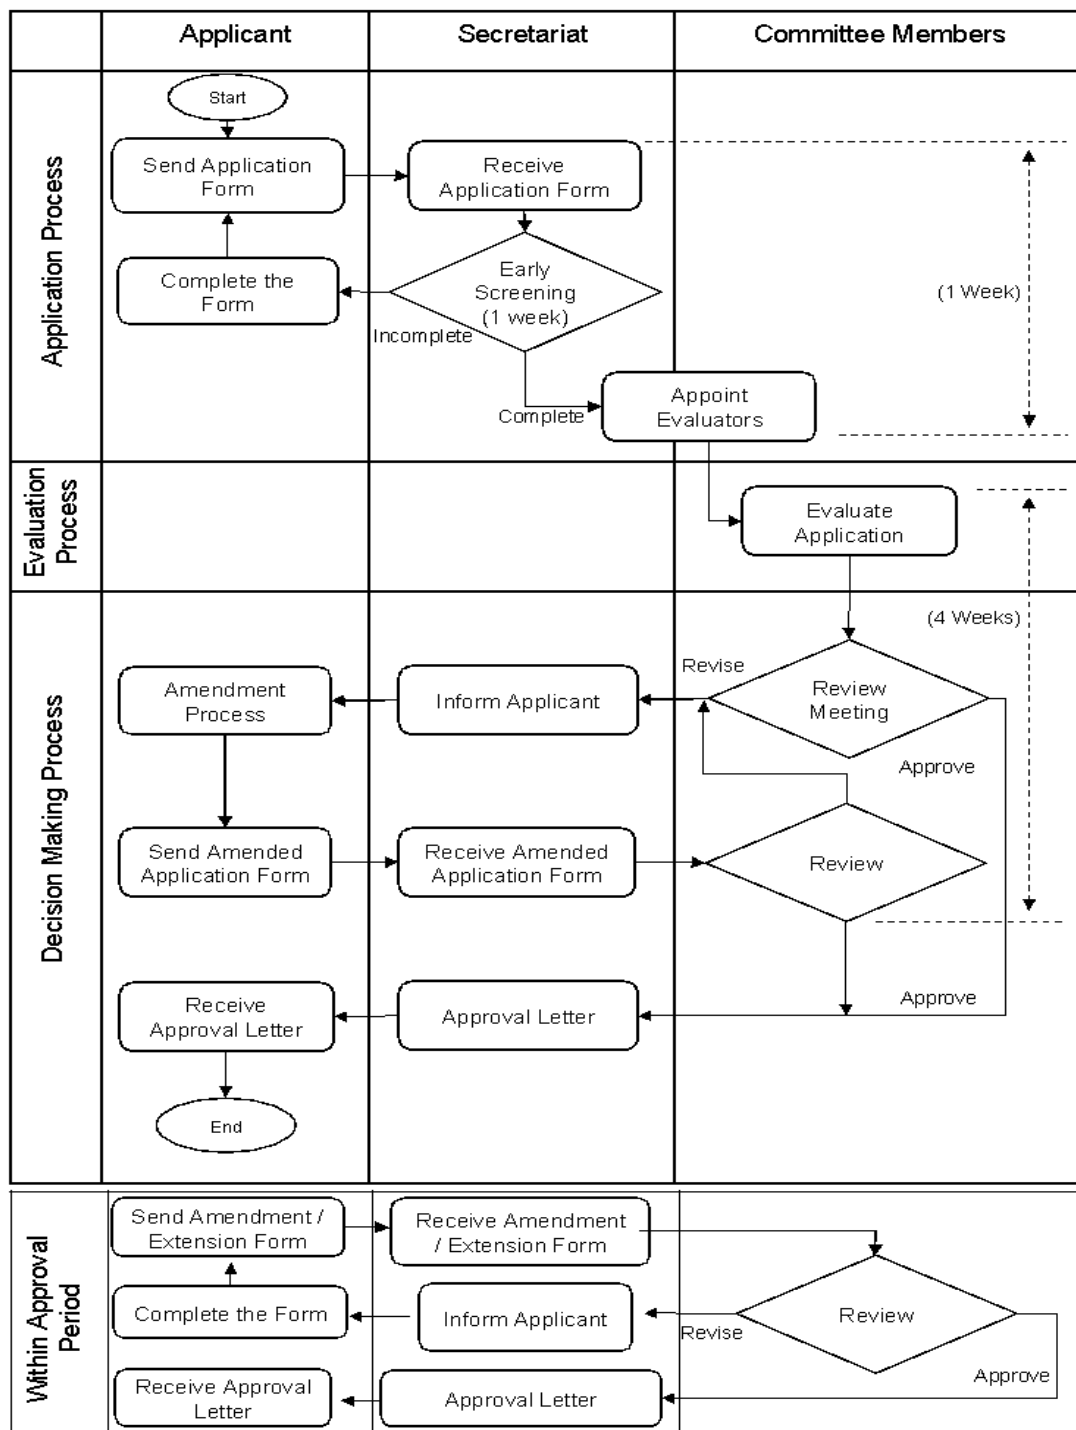 Applicant
Secretariat
Committee Members
Application Process
Start
Send Application
Form
Receive
Application Form
Complete the
Form
Early
Screening
(1 week)
(1 Week)
Incomplete
Complete
Appoint
Evaluators
Evaluation
Process
Evaluate
Application
(4 Weeks)
Decision Making Process
Revise
Amendment
Process
Inform Applicant
Review
Meeting
Approve
Send Amended
Application Form
Receive Amended
Application Form
Review
Receive
Approval Letter
Approval Letter
Approve
End
Within Approval
Period
Send Amendment /
Extension Form
Receive Amendment
/ Extension Form
Complete the Form
Inform Applicant
Revise
Review
Receive Approval
Letter
Approval Letter
Approve